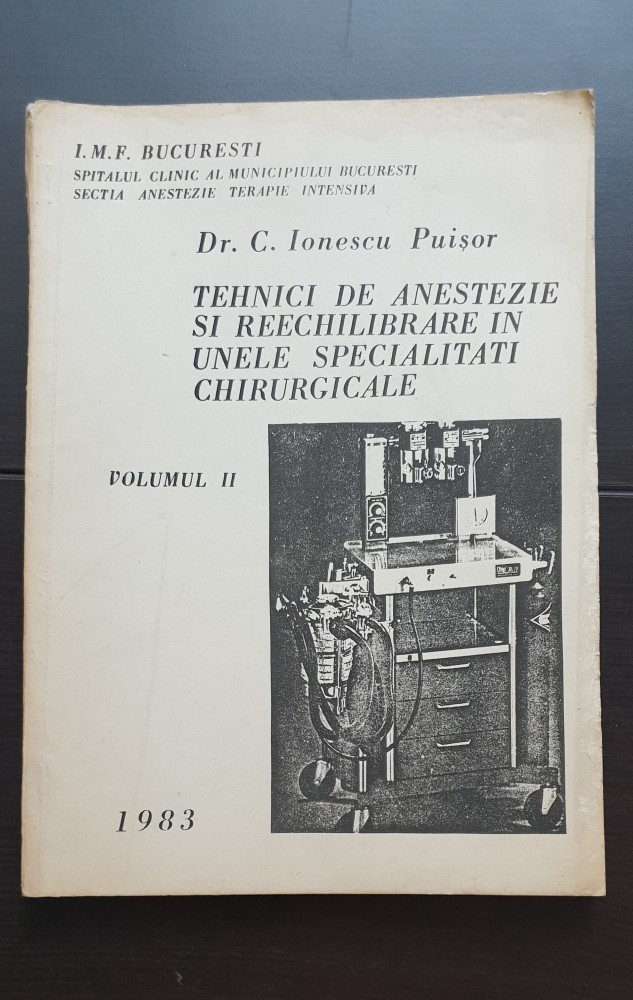 I.M.F. BUCURESTI
SPITALUL CLINIC AL MUNICIPIULUI BUCURESTI
SECTIA ANESTEZIE TERAPIE INTENSIVA
Dr. C. Ionescu Puişor
TEHNICI DE ANESTEZIE
SI REECHILIBRARE IN
UNELE SPECIALITATI
CHIRURGICALE
VOLUMUL II
1983